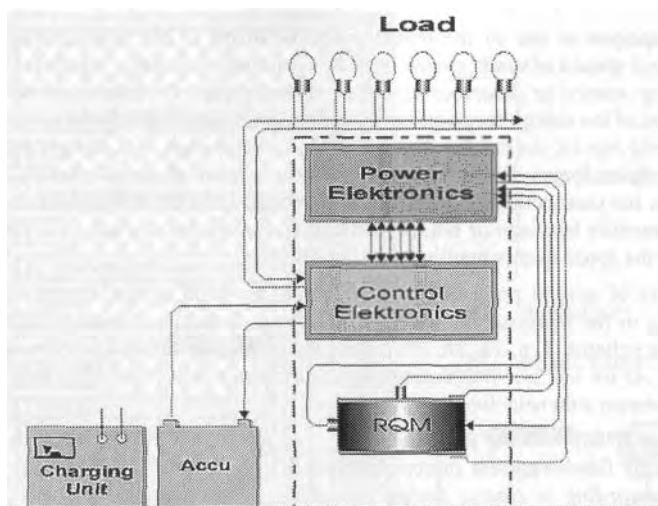 Load
Power
Elektronics
Control
Elektronics
RQM
Charging
Unit
Accu